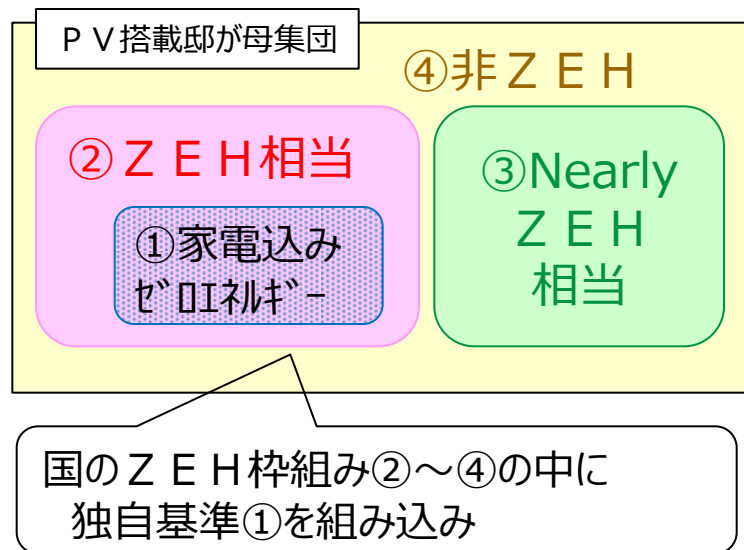 ＰＶ搭載邸が母集団
④非ＺＥＨ
②ＺＥＨ相当
①家電込み
ｾﾞﾛｴﾈﾙｷﾞｰ
③Nearly
ＺＥＨ
相当
国のＺＥＨ枠組み②～④の中に
独自基準①を組み込み